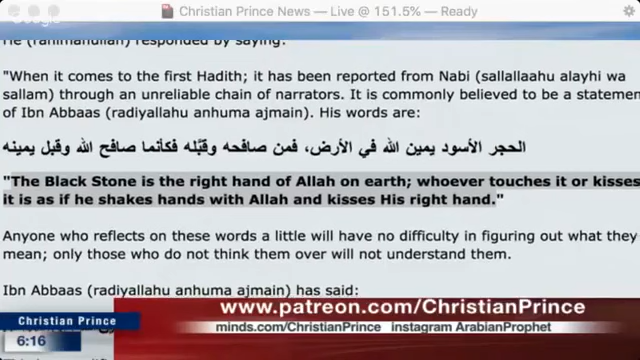 Christian Prince News — Live @ 151.5% — Ready
He (rahimahullah) responded by saying:
"When it comes to the first Hadith; it has been reported from Nabi (sallallaahu alayhi wa
sallam) through an unreliable chain of narrators. It is commonly believed to be a statemen
of Ibn Abbaas (radiyallahu anhuma ajmain). His words are:
الحجر الأسود يمين الله في الأرض، فمن صافحه وقبَّله فكأنما صافح الله وقبل يمينه
"The Black Stone is the right hand of Allah on earth; whoever touches it or kisses
it is as if he shakes hands with Allah and kisses His right hand."
Anyone who reflects on these words a little will have no difficulty in figuring out what they
mean; only those who do not think them over will not understand them.
Ibn Abbaas (radiyallahu anhuma ajmain) has said:
www.patreon.com/ChristianPrince
Christian Prince
minds.com/ChristianPrince instagram ArabianProphet
6:16